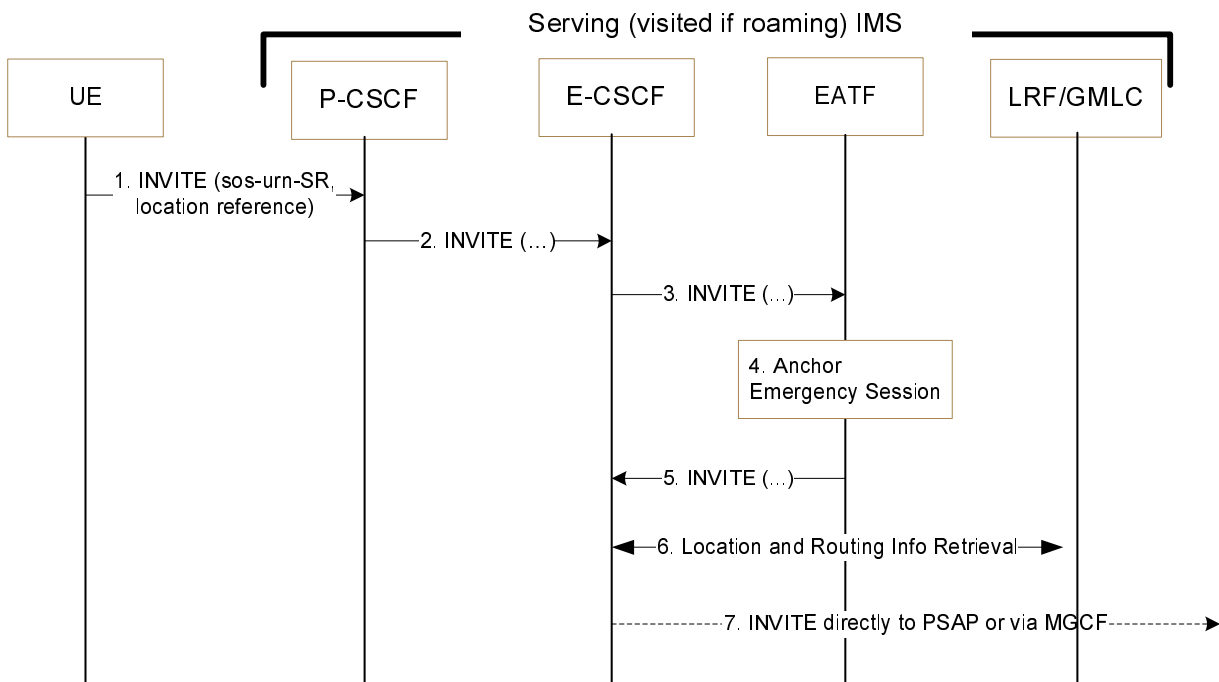 Serving (visited if roaming) IMS
UE
P-CSCF
E-CSCF
EATF
LRF/GMLC
1. INVITE (sos-urn-SR,
location reference)
2. INVITE (...)
3. INVITE (...)
4. Anchor
Emergency Session
5. INVITE (...)
6. Location and Routing Info Retrieval
7. INVITE directly to PSAP or via MGCF